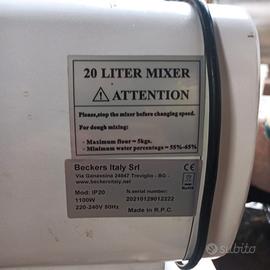 20 LITER MIXER
⚠ ATTENTION
Please,stop the mixer before changing speed.
For dough mixing:
- Maximum flour = 5kgs.
- Minimum water percentage = 55%-65%
Beckers Italy Srl
Via Genassina 24047 Treviglio - BG -
www.beckersitaly.net
Mod: IP20
N.serial number:
1100W
20210129012222
220-240V 50Hz
Made in R.P.C.
subito